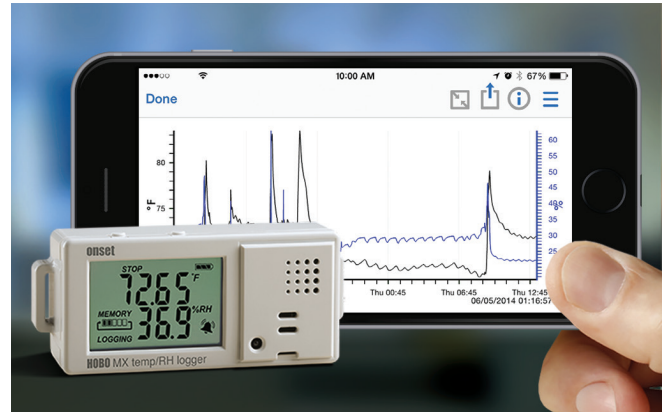 10:00 AM
67%
Done
80
75
°F
60
55
50
45
40
35
30
25
%
Thu 00:45
Thu 06:45
Thu 12:45
06/05/2014 01:16:57
onset
STOP
72.65 °F
MEMORY
36.9 %RH
LOGGING
HOBO MX temp/RH logger